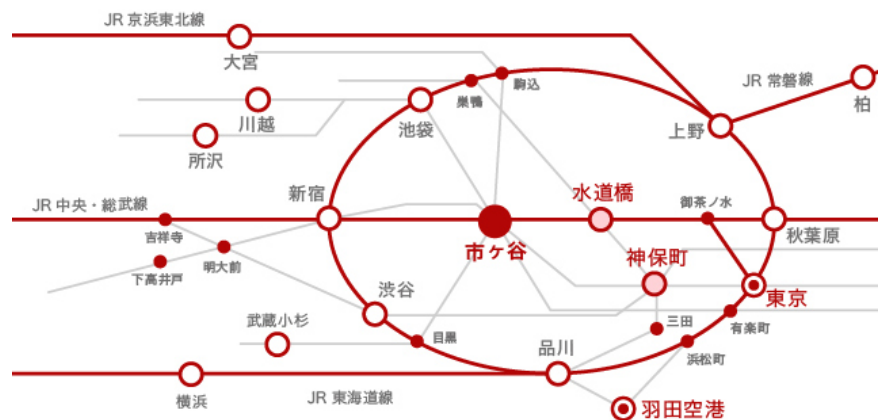 JR 京浜東北線
大宮
駒込
JR 常磐線
柏
川越
池袋
巣鴨
上野
所沢
新宿
水道橋
御茶ノ水
JR 中央・総武線
吉祥寺
市ヶ谷
秋葉原
下高井戸
明大前
神保町
渋谷
東京
武蔵小杉
目黒
三田
有楽町
品川
浜松町
横浜
JR 東海道線
羽田空港